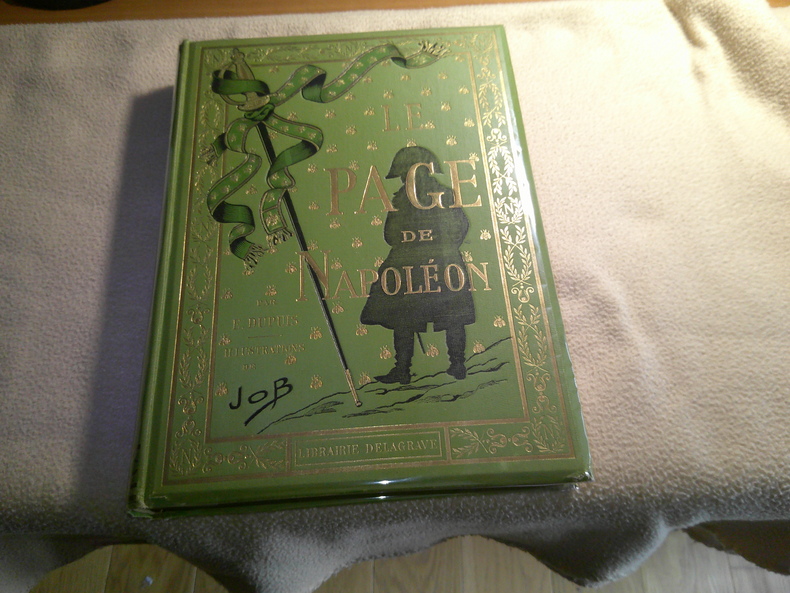 LE
PAGE
DE
NAPOLÉON
PAR
E. DUPUIS
ILLUSTRATIONS
DE
JOB
LIBRAIRIE DELAGRAVE